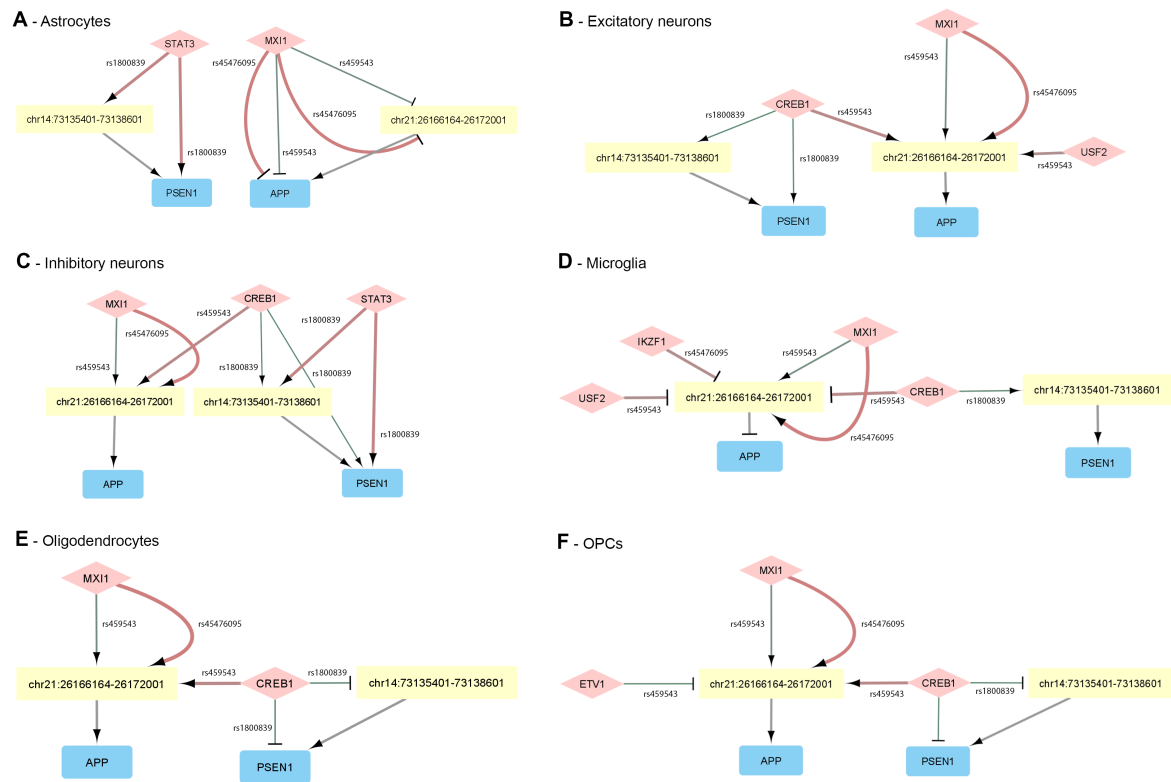 A - Astrocytes
STAT3
MXI1
rs1800839
rs45476095
rs459543
chr14:73135401-73138601
rs45476095
chr21:26166164-26172001
rs1800839
rs459543
PSEN1
APP
B - Excitatory neurons
MXI1
rs459543
rs45476095
CREB1
rs1800839
rs459543
chr14:73135401-73138601
rs1800839
chr21:26166164-26172001
USF2
rs459543
PSEN1
APP
C - Inhibitory neurons
MXI1
CREB1
STAT3
rs459543
rs45476095
rs1800839
rs459543
rs1800839
rs1800839
chr21:26166164-26172001
chr14:73135401-73138601
rs1800839
APP
PSEN1
D - Microglia
IKZF1
MXI1
rs45476095
rs459543
USF2
rs459543
chr21:26166164-26172001
CREB1
rs459543
rs1800839
chr14:73135401-73138601
rs45476095
APP
PSEN1
E - Oligodendrocytes
MXI1
rs459543
rs45476095
chr21:26166164-26172001
rs459543
CREB1
rs1800839
chr14:73135401-73138601
rs1800839
APP
PSEN1
F - OPCs
MXI1
rs459543
rs45476095
ETV1
rs459543
chr21:26166164-26172001
rs459543
CREB1
rs1800839
chr14:73135401-73138601
APP
PSEN1